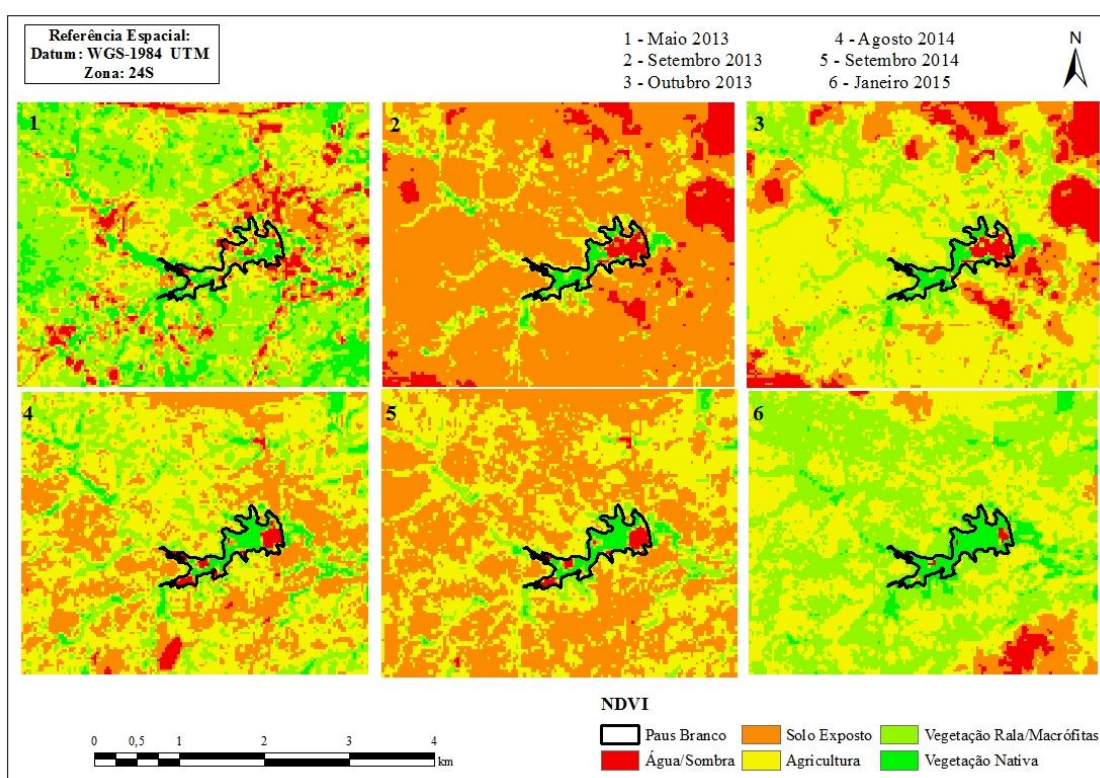 Referência Espacial:
Datum: WGS-1984 UTM
Zona: 24S
1 - Maio 2013
2 - Setembro 2013
3 - Outubro 2013
4 - Agosto 2014
5 - Setembro 2014
6 - Janeiro 2015
N
1
2
3
4
5
6
NDVI
Paus Branco
Solo Exposto
Vegetação Rala/Macrófitas
Água/Sombra
Agricultura
Vegetação Nativa
0 0,5 1 2 3 4
km